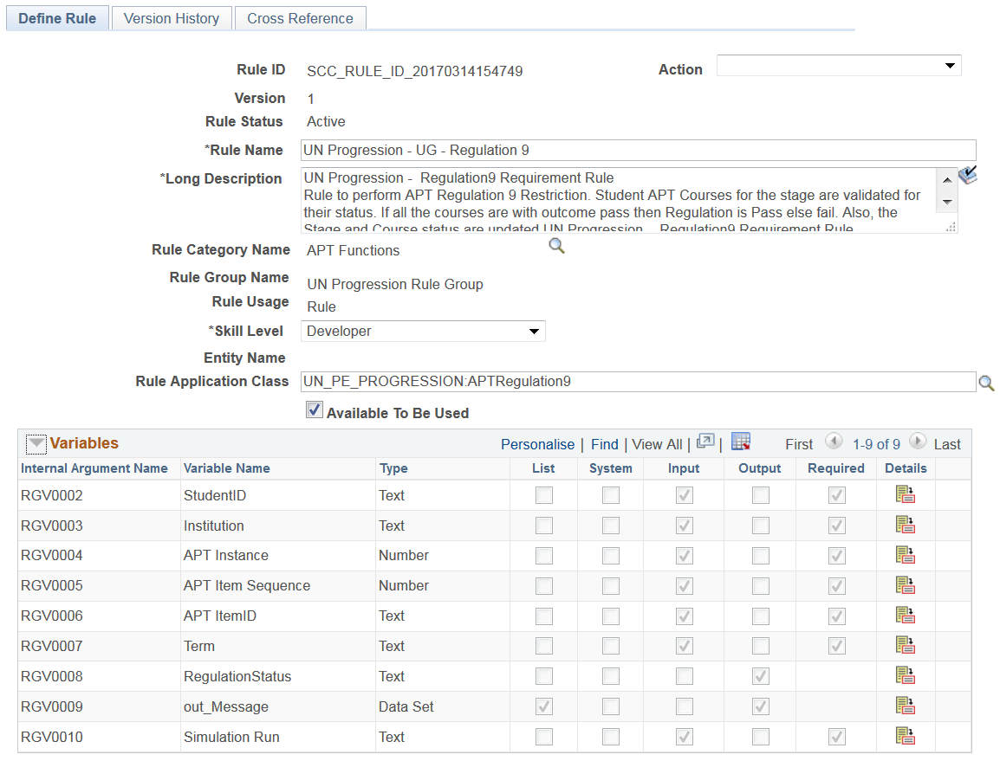 Define Rule Version History Cross Reference
Rule ID SCC_RULE_ID_20170314154749 Action
Version 1
Rule Status Active
*Rule Name UN Progression - UG - Regulation 9
*Long Description UN Progression -  Regulation9 Requirement Rule
Rule to perform APT Regulation 9 Restriction. Student APT Courses for the stage are validated for
their status. If all the courses are with outcome pass then Regulation is Pass else fail. Also, the
Stage and Course status are updated.UN Progression Regulation9 Requirement Rule
Rule Category Name APT Functions
Rule Group Name UN Progression Rule Group
Rule Usage Rule
*Skill Level Developer
Entity Name
Rule Application Class UN_PE_PROGRESSION:APTRegulation9
Available To Be Used
Variables Personalise | Find | View All | | First 1-9 of 9 Last
Internal Argument Name Variable Name Type List System Input Output Required Details
RGV0002 StudentID Text
RGV0003 Institution Text
RGV0004 APT Instance Number
RGV0005 APT Item Sequence Number
RGV0006 APT ItemID Text
RGV0007 Term Text
RGV0008 RegulationStatus Text
RGV0009 out_Message Data Set
RGV0010 Simulation Run Text